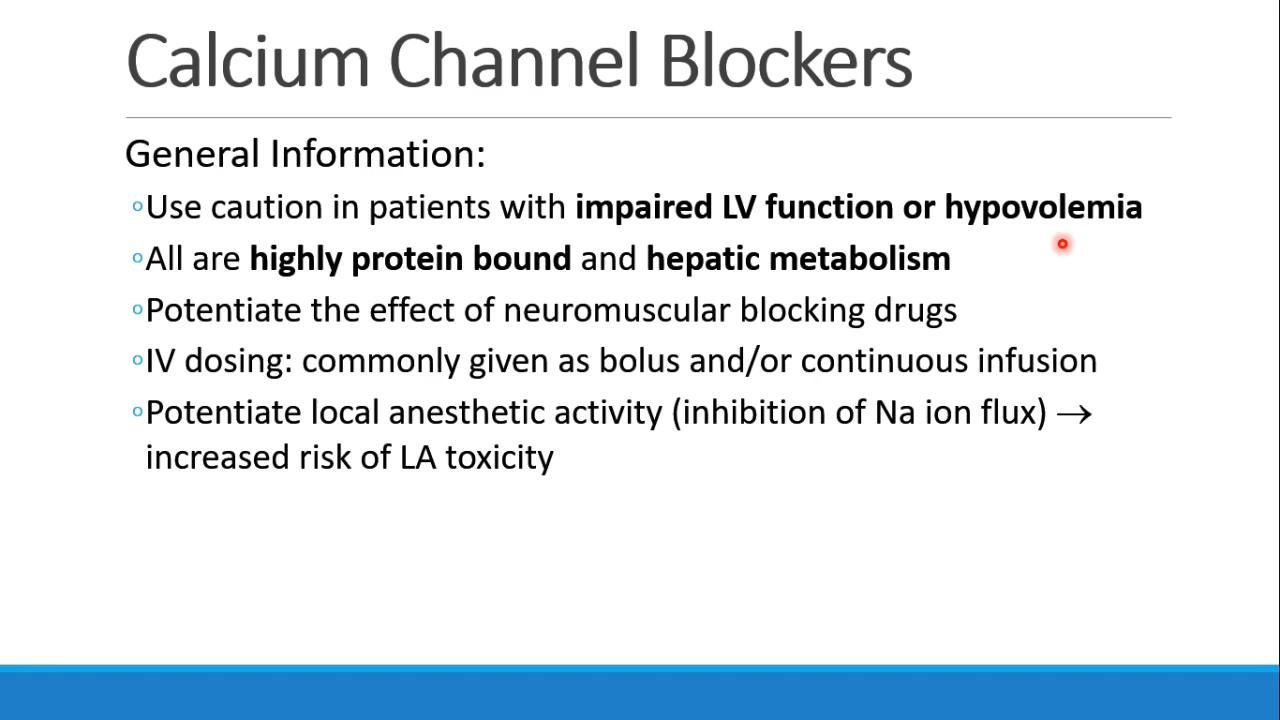 Calcium Channel Blockers
General Information:
◦Use caution in patients with impaired LV function or hypovolemia
◦All are highly protein bound and hepatic metabolism
◦Potentiate the effect of neuromuscular blocking drugs
◦IV dosing: commonly given as bolus and/or continuous infusion
◦Potentiate local anesthetic activity (inhibition of Na ion flux) →
increased risk of LA toxicity